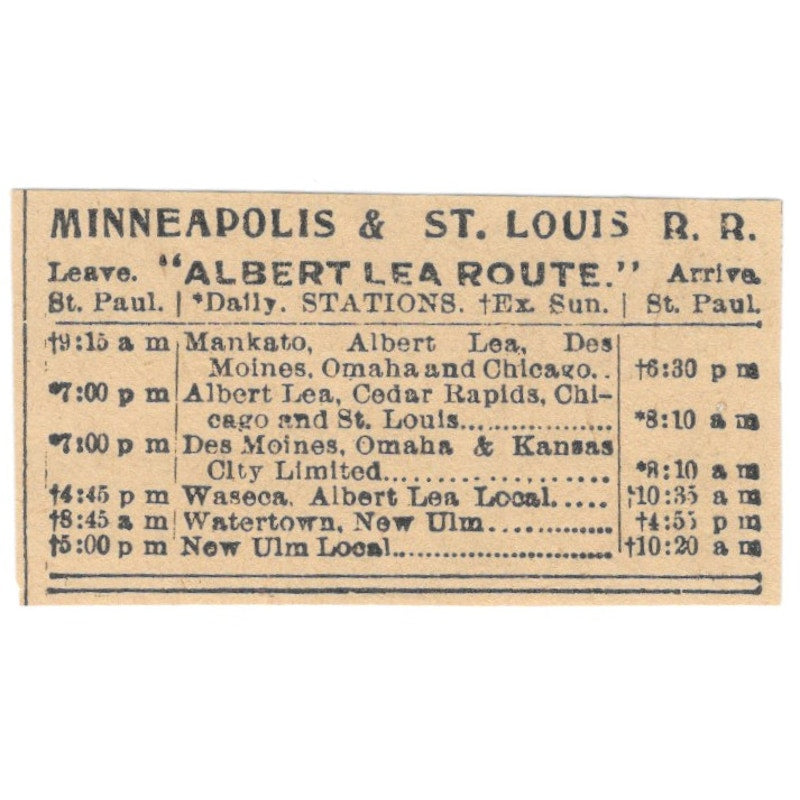 MINNEAPOLIS & ST. LOUIS R. R.
Leave. "ALBERT LEA ROUTE." Arrive
St. Paul. | *Daily. STATIONS. †Ex. Sun. | St. Paul.
†9:15 a m Mankato, Albert Lea, Des
Moines, Omaha and Chicago.. †6:30 p m
*7:00 p m Albert Lea, Cedar Rapids, Chi-
cago and St. Louis................ *8:10 a m
*7:00 p m Des Moines, Omaha & Kansas
City Limited........................ *8:10 a m
†4:45 p m Waseca, Albert Lea Local..... †10:35 a m
†8:45 a m Watertown, New Ulm............. †4:55 p m
†5:00 p m New Ulm Local........................ †10:20 a m